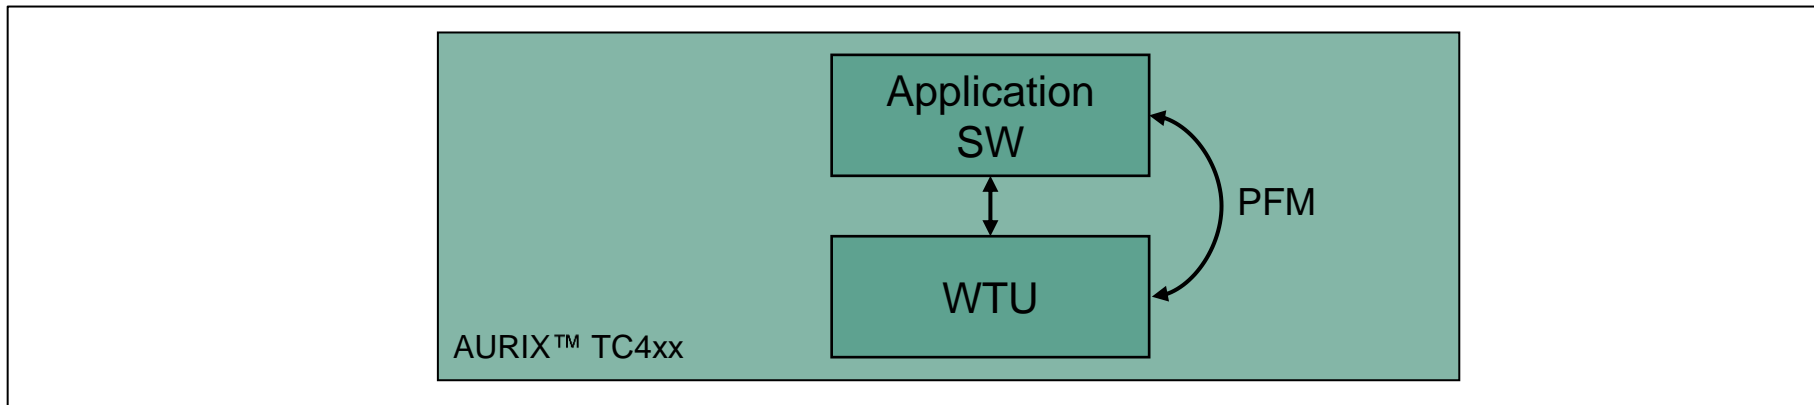 Application
SW
PFM
WTU
AURIX™ TC4xx